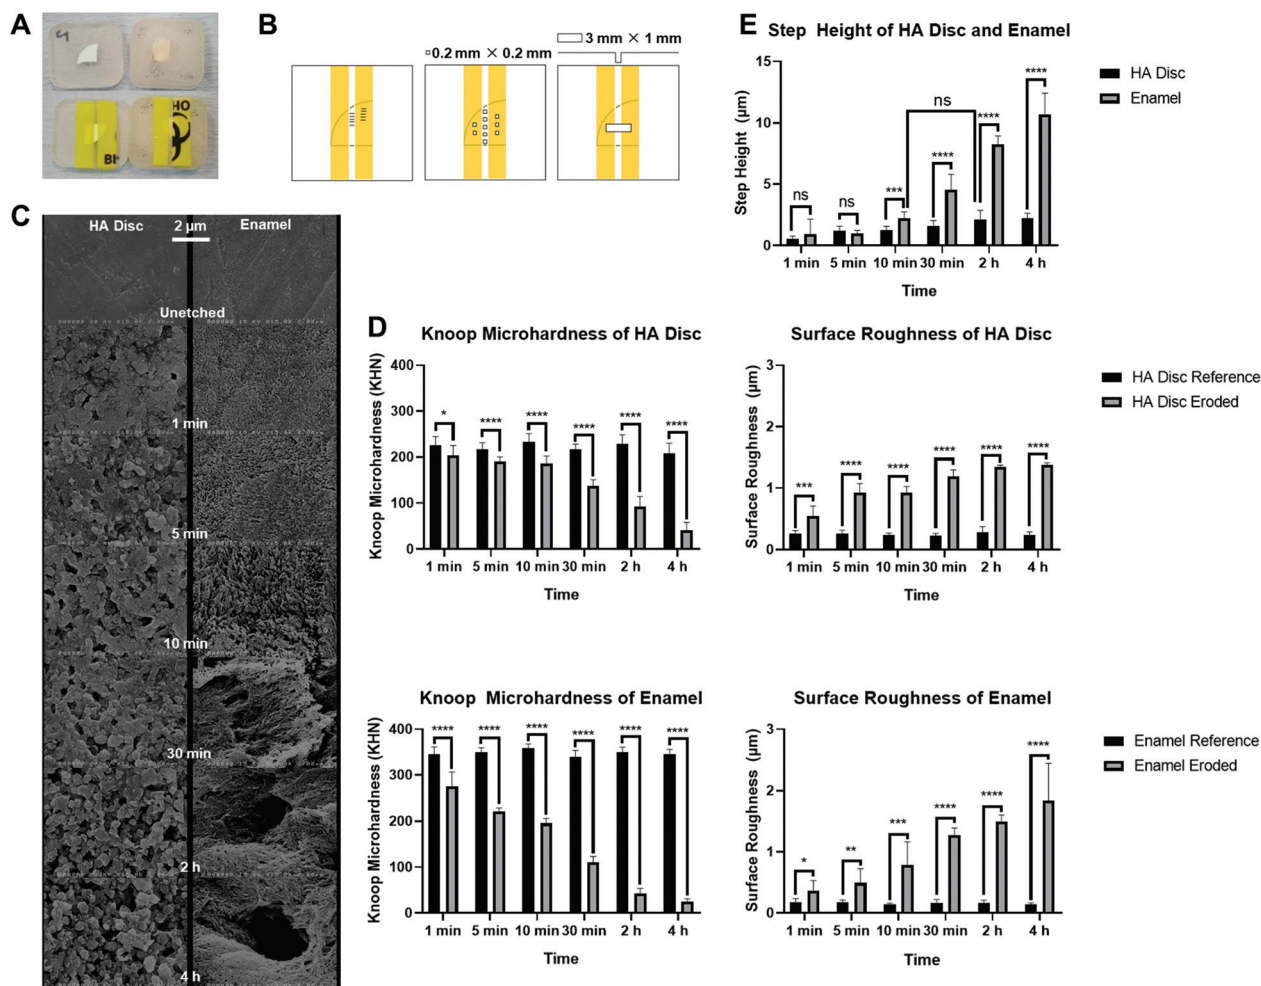 A
HO
BI
B
0.2 mm × 0.2 mm
3 mm × 1 mm
C
HA Disc
2 µm
Enamel
Unetched
1 min
5 min
10 min
30 min
2 h
4 h
D
Knoop Microhardness of HA Disc
Knoop Microhardness (KHN)
400
300
200
100
0
* **** **** **** **** ****
1 min 5 min 10 min 30 min 2 h 4 h
Time
Surface Roughness of HA Disc
Surface Roughness (µm)
3
2
1
0
*** **** **** **** **** ****
1 min 5 min 10 min 30 min 2 h 4 h
Time
HA Disc Reference
HA Disc Eroded
Knoop Microhardness of Enamel
Knoop Microhardness (KHN)
400
300
200
100
0
**** **** **** **** **** ****
1 min 5 min 10 min 30 min 2 h 4 h
Time
Surface Roughness of Enamel
Surface Roughness (µm)
3
2
1
0
* ** *** **** **** ****
1 min 5 min 10 min 30 min 2 h 4 h
Time
Enamel Reference
Enamel Eroded
E
Step Height of HA Disc and Enamel
Step Height (µm)
15
10
5
0
ns ns *** **** ns **** ****
1 min 5 min 10 min 30 min 2 h 4 h
Time
HA Disc
Enamel